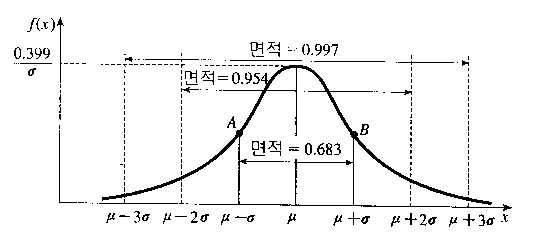 f(x)
면적 = 0.997
0.399
σ
면적 = 0.954
A
B
면적 = 0.683
μ − 3σ μ − 2σ μ − σ μ μ + σ μ + 2σ μ + 3σ x